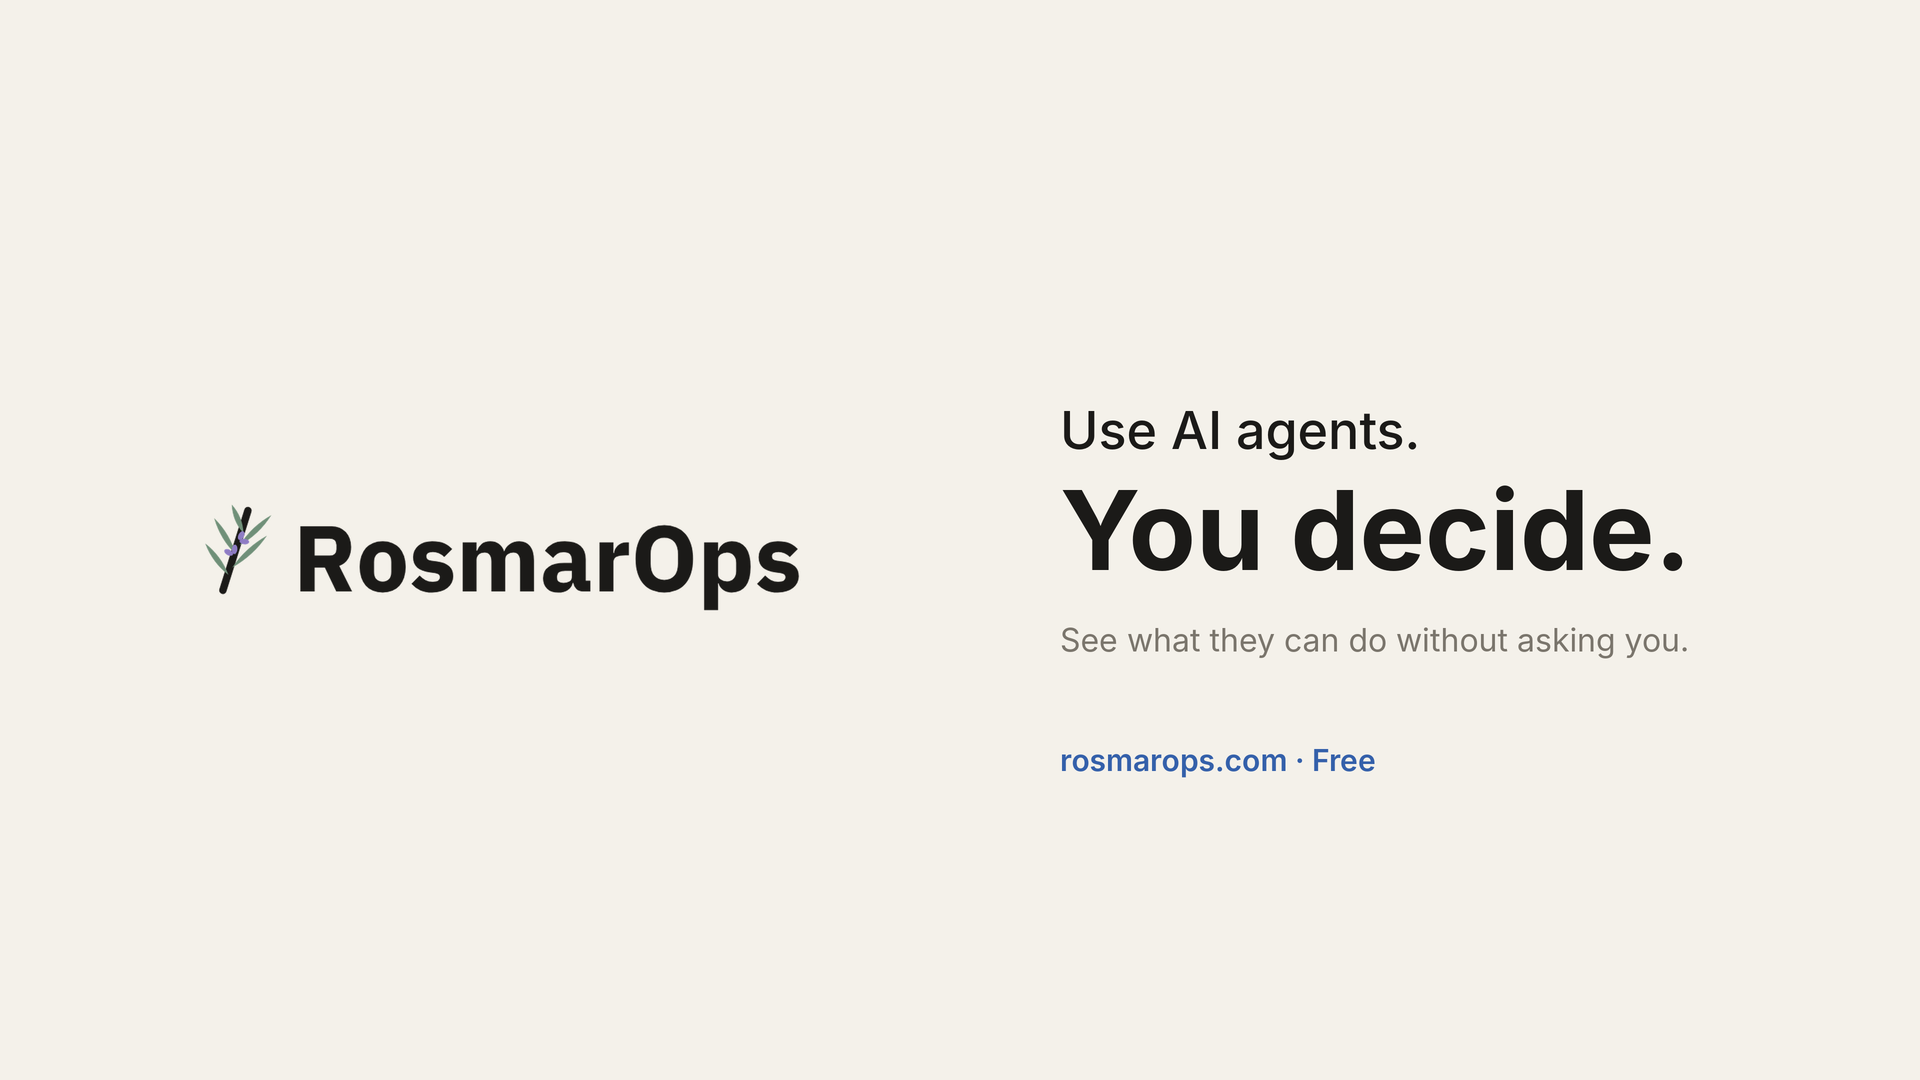 RosmarOps
Use AI agents.
You decide.
See what they can do without asking you.
rosmarops.com · Free